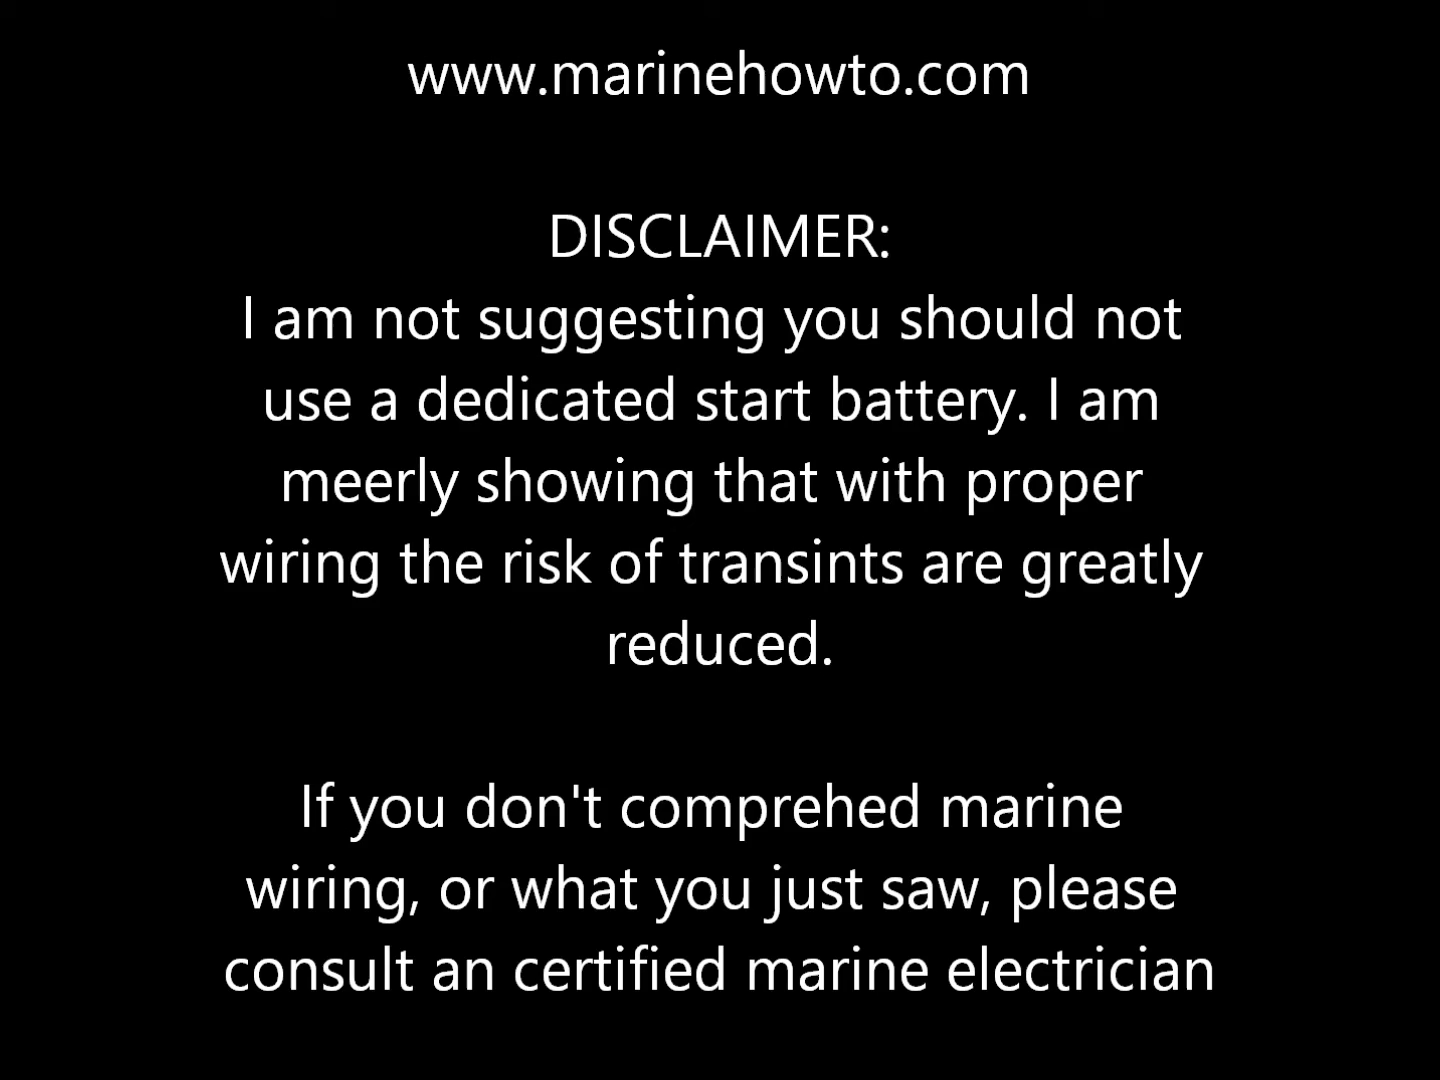 www.marinehowto.com
DISCLAIMER:
I am not suggesting you should not
use a dedicated start battery. I am
meerly showing that with proper
wiring the risk of transints are greatly
reduced.
If you don't comprehed marine
wiring, or what you just saw, please
consult an certified marine electrician